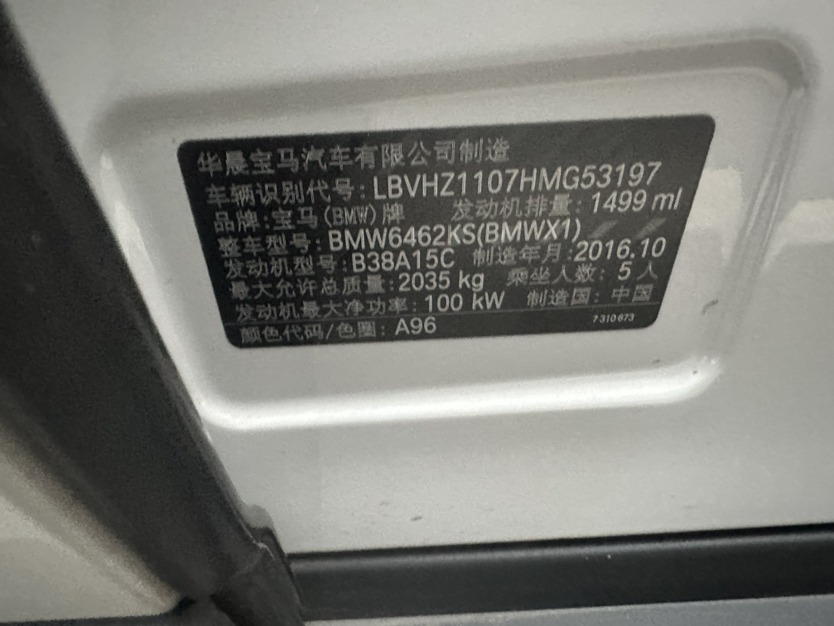 华晨宝马汽车有限公司制造
车辆识别代号: LBVHZ1107HMG53197
品牌: 宝马(BMW)牌 发动机排量: 1499 ml
整车型号: BMW6462KS(BMWX1)
发动机型号: B38A15C 制造年月: 2016.10
最大允许总质量: 2035 kg 乘坐人数: 5 人
发动机最大净功率: 100 kW 制造国: 中国
颜色代码/色圈: A96 7310673